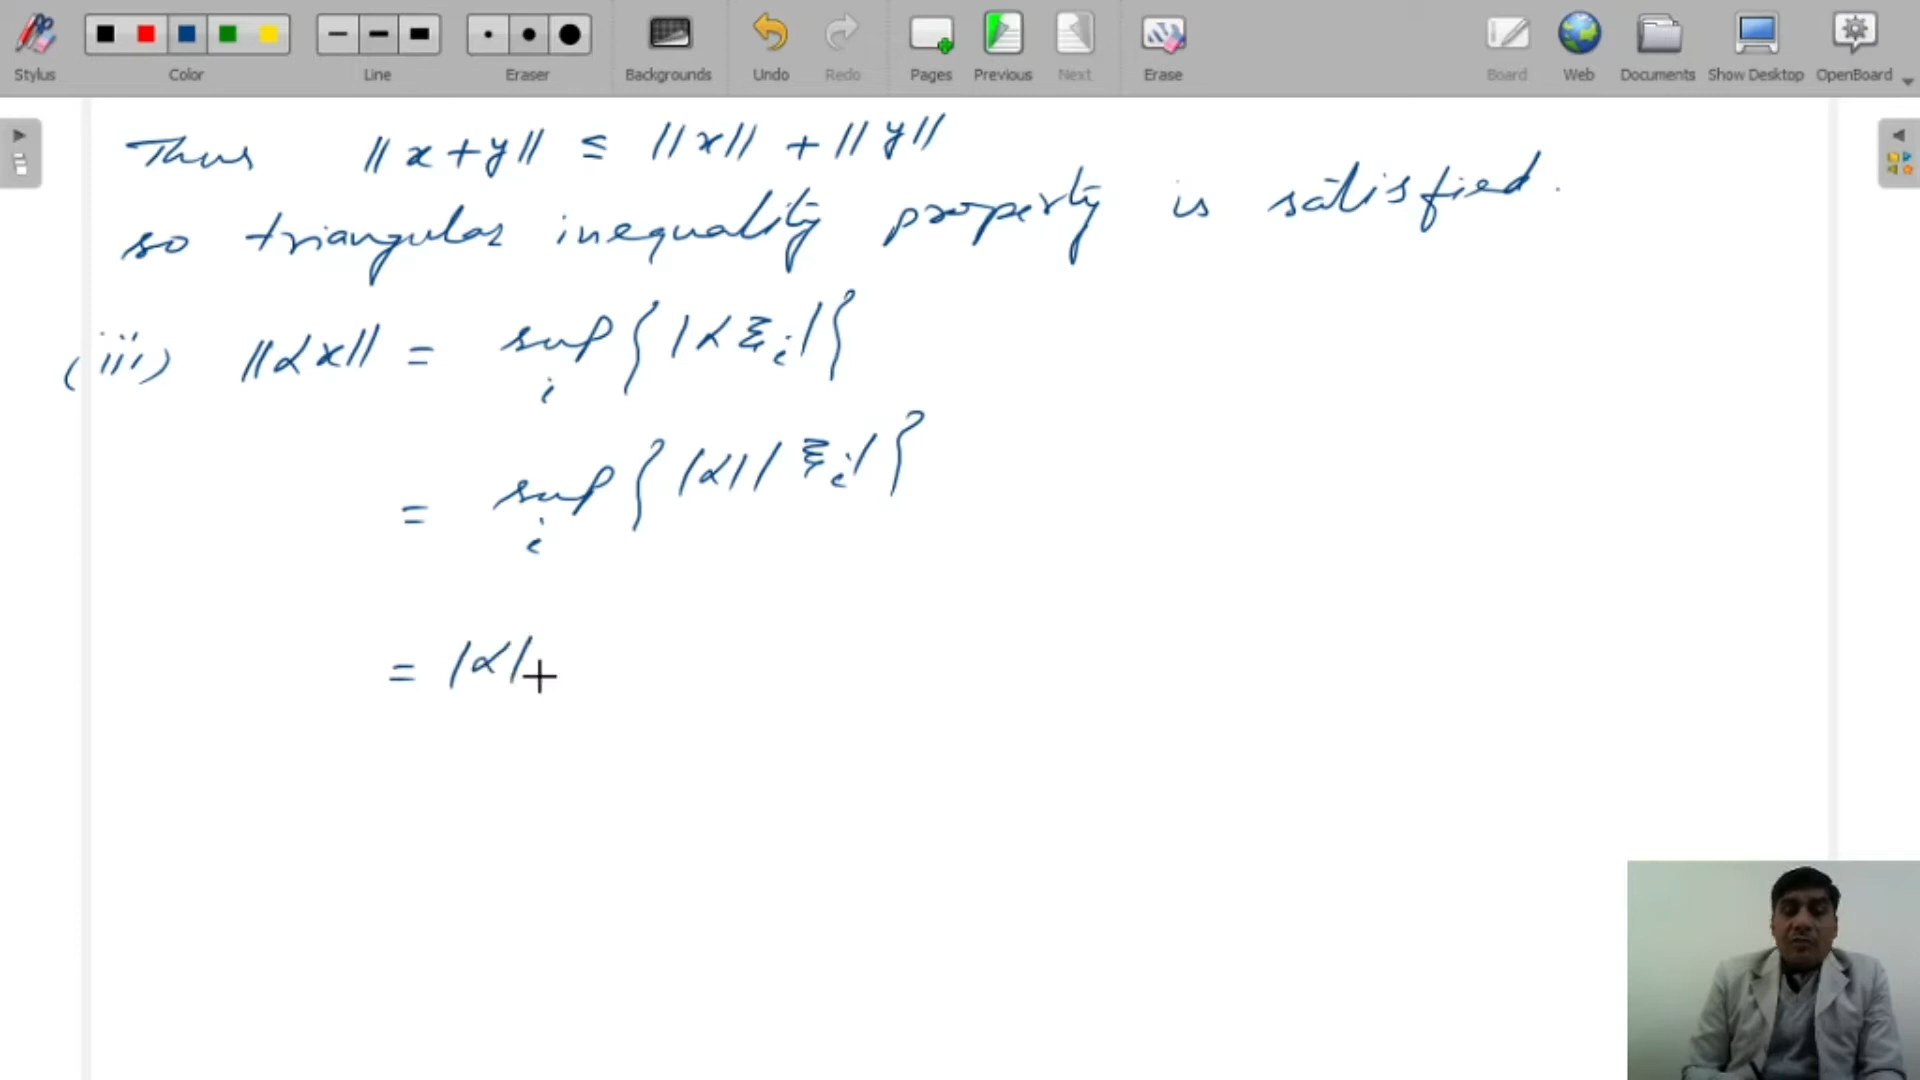 Stylus Color Line Eraser Backgrounds Undo Redo Pages Previous Next Erase Board Web Documents Show Desktop OpenBoard
Thus ||x+y|| ≤ ||x|| + ||y||
so triangular inequality property is satisfied.
(iii) ||αx|| = sup_i { |α ξ_i| }
= sup_i { |α| |ξ_i| }
= |α|